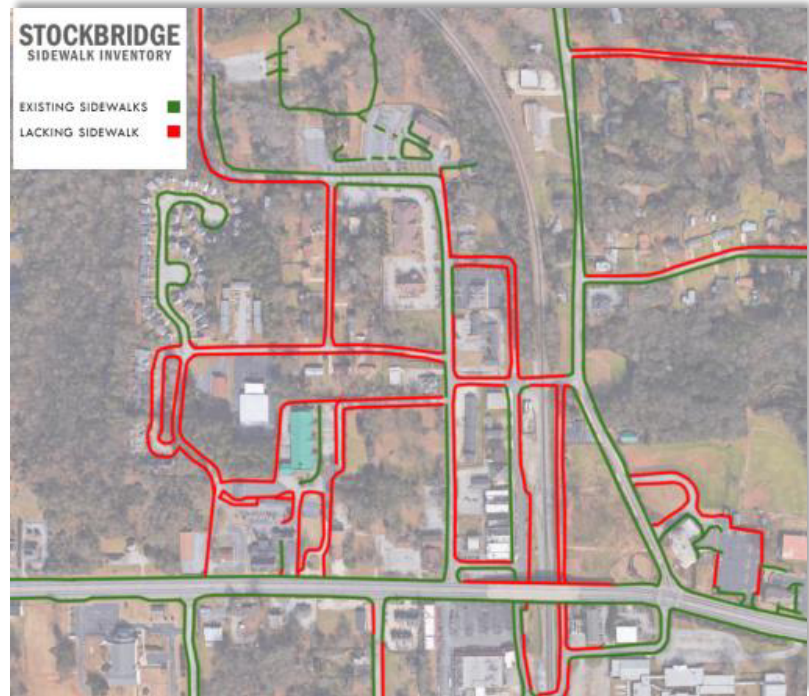 STOCKBRIDGE
SIDEWALK INVENTORY
EXISTING SIDEWALKS
LACKING SIDEWALK